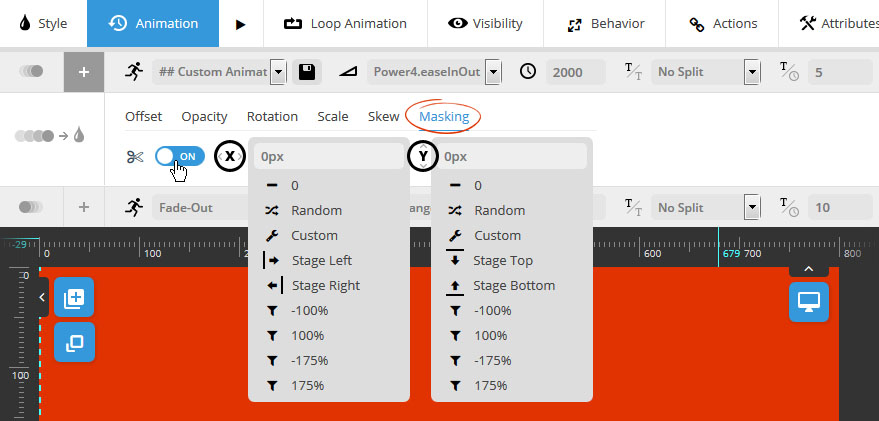 Style Animation Loop Animation Visibility Behavior Actions Attributes
## Custom Animat Power4.easeInOut 2000 No Split 5
Offset Opacity Rotation Scale Skew Masking
ON X 0px Y 0px
0 0
Random Random
Custom Custom
Stage Left Stage Top
Stage Right Stage Bottom
-100% -100%
100% 100%
-175% -175%
175% 175%
Fade-Out No Split 10
-29 0 100 600 679 700 800
0
100